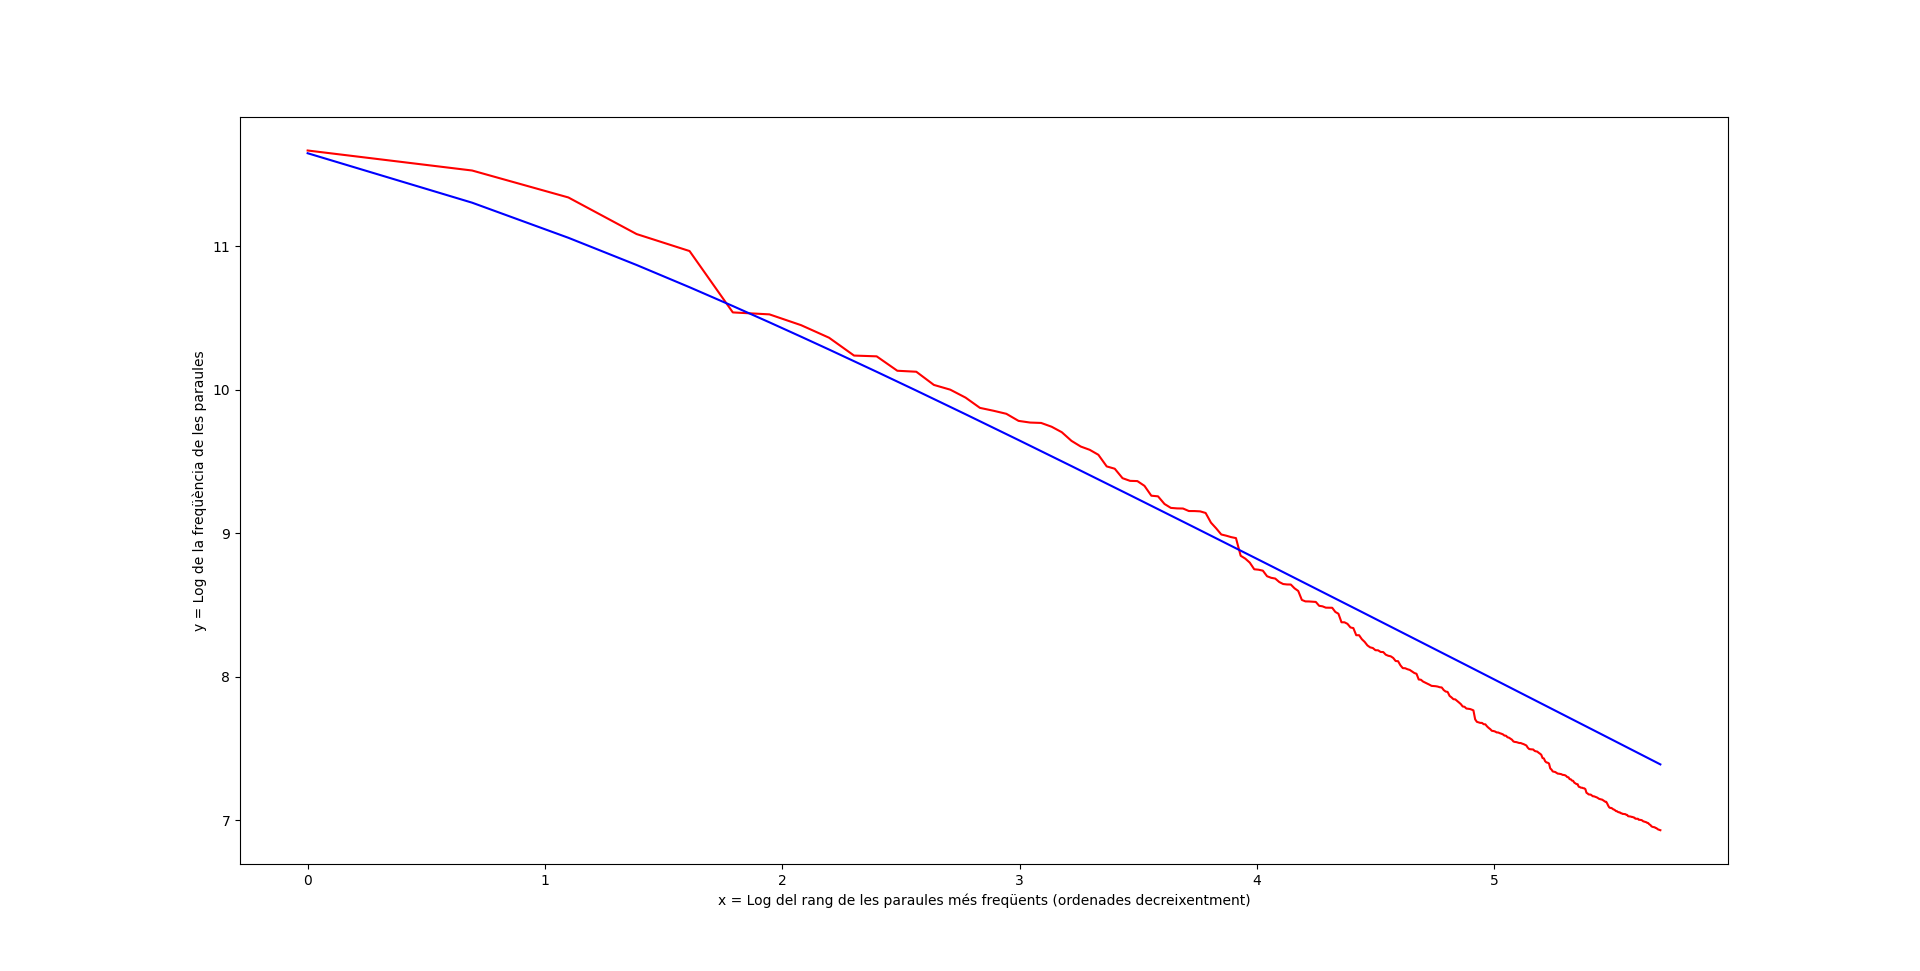 11
10
9
8
7
y = Log de la freqüència de les paraules
0 1 2 3 4 5
x = Log del rang de les paraules més freqüents (ordenades decreixentment)